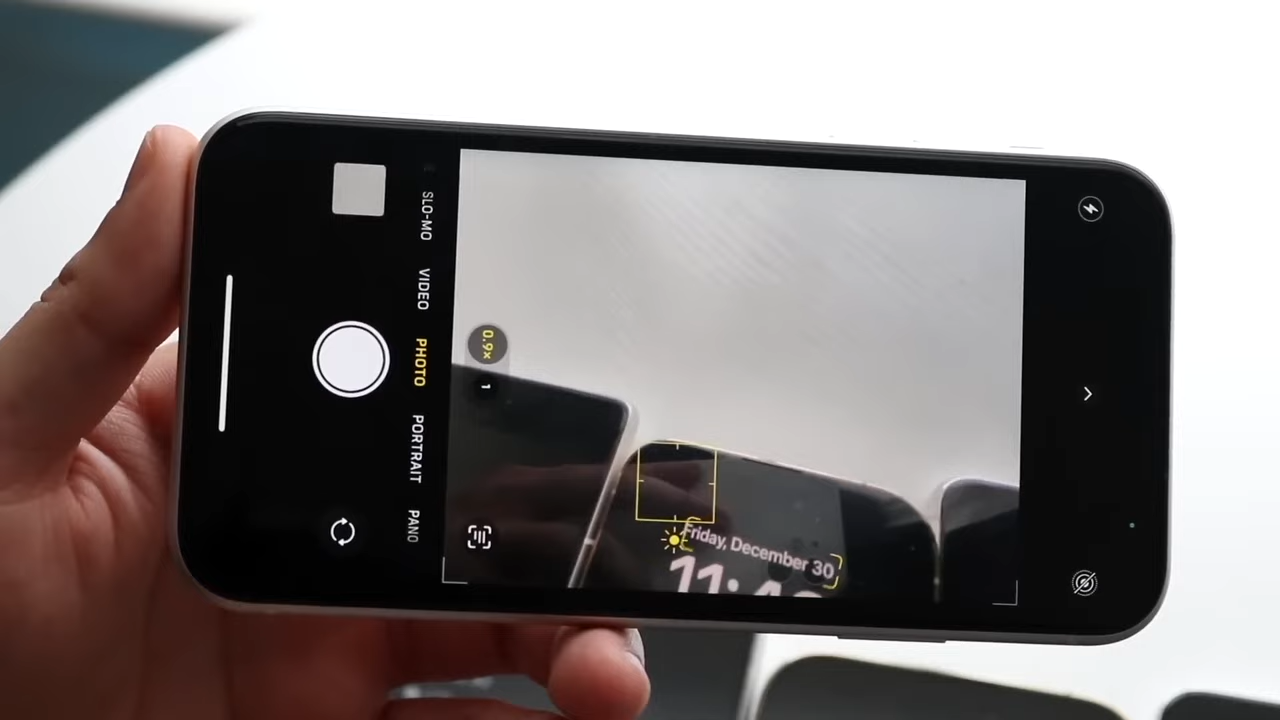 SLO-MO
VIDEO
PHOTO
PORTRAIT
PANO
0.9×
1
Friday, December 30